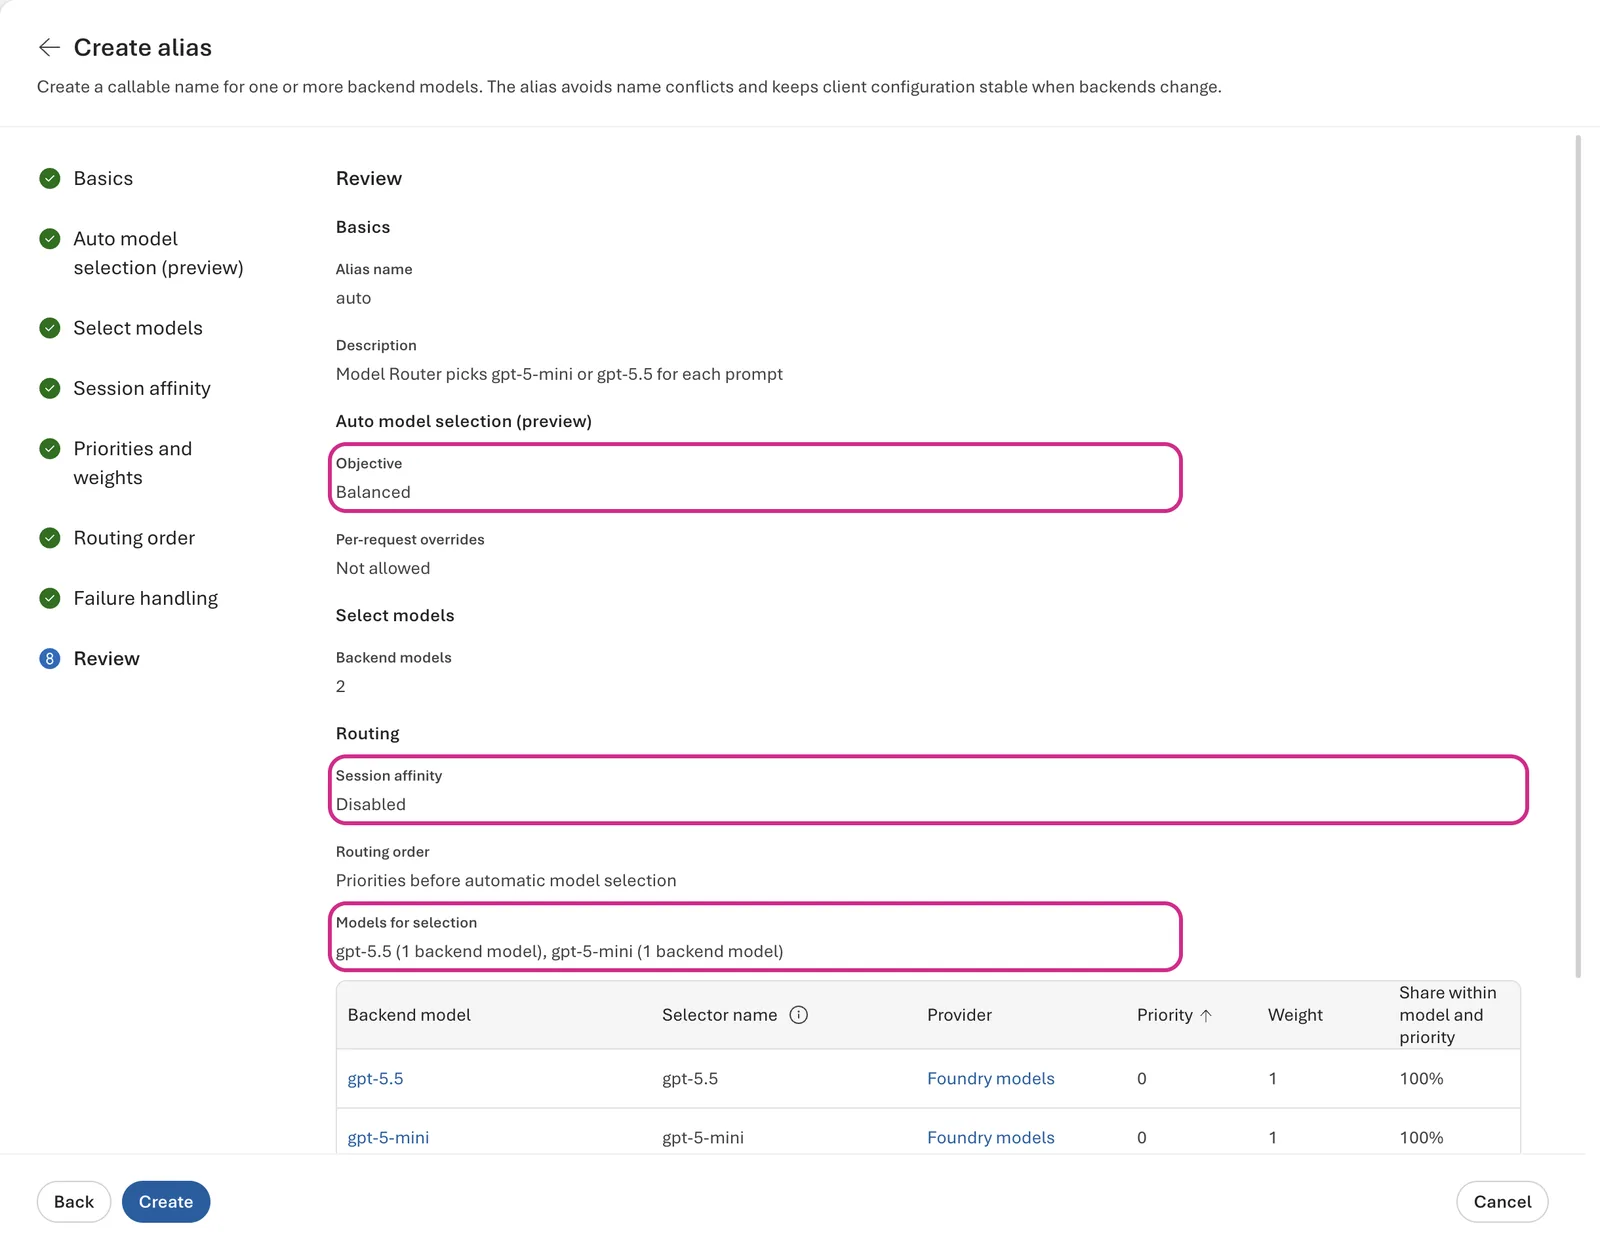 Create alias
Create a callable name for one or more backend models. The alias avoids name conflicts and keeps client configuration stable when backends change.
Basics
Auto model
selection (preview)
Select models
Session affinity
Priorities and
weights
Routing order
Failure handling
8 Review
Review
Basics
Alias name
auto
Description
Model Router picks gpt-5-mini or gpt-5.5 for each prompt
Auto model selection (preview)
Objective
Balanced
Per-request overrides
Not allowed
Select models
Backend models
2
Routing
Session affinity
Disabled
Routing order
Priorities before automatic model selection
Models for selection
gpt-5.5 (1 backend model), gpt-5-mini (1 backend model)
Backend model Selector name Provider Priority Weight Share within
model and
priority
gpt-5.5 gpt-5.5 Foundry models 0 1 100%
gpt-5-mini gpt-5-mini Foundry models 0 1 100%
Back Create Cancel